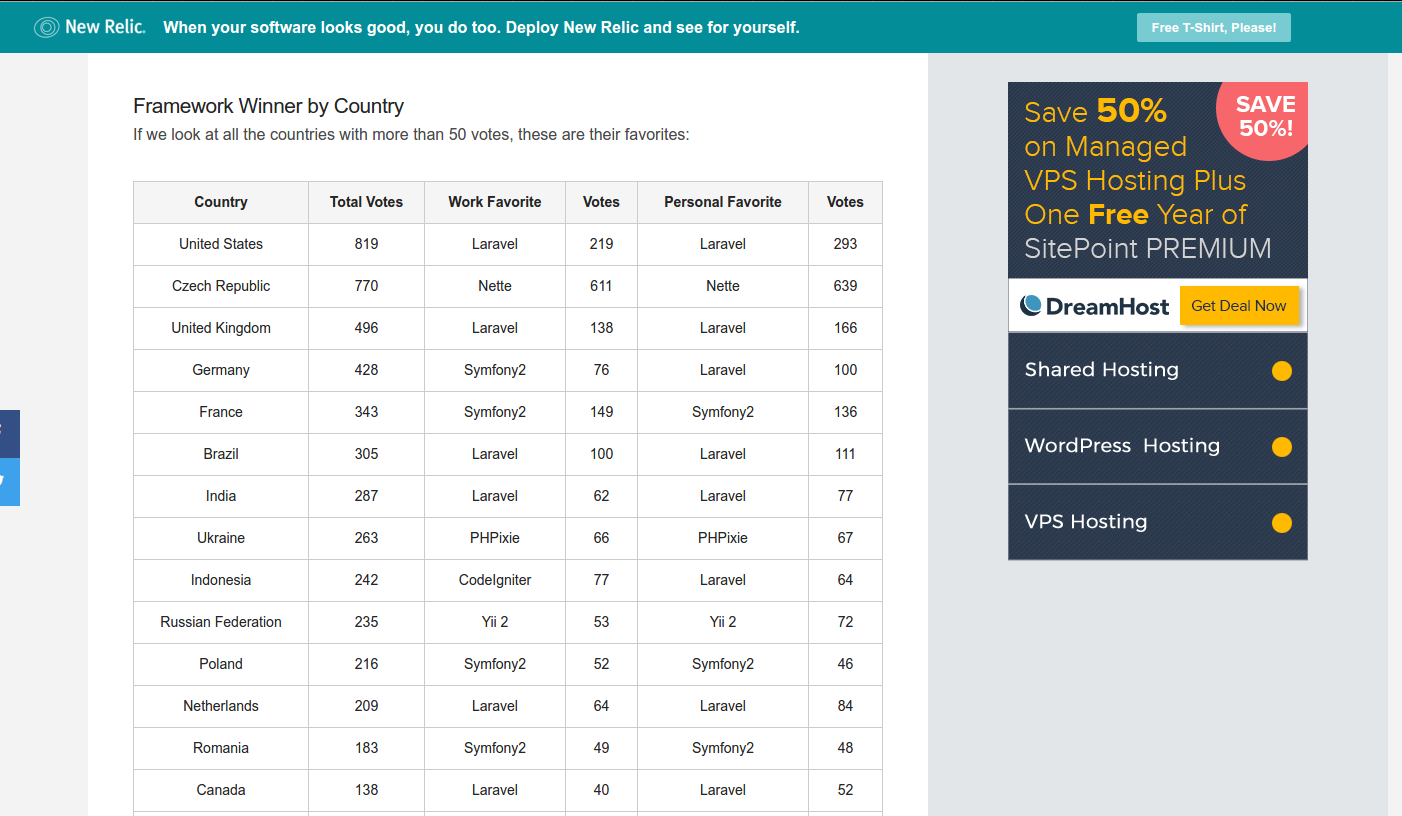 New Relic. When your software looks good, you do too. Deploy New Relic and see for yourself. Free T-Shirt, Please!
Framework Winner by Country
If we look at all the countries with more than 50 votes, these are their favorites:
Country Total Votes Work Favorite Votes Personal Favorite Votes
United States 819 Laravel 219 Laravel 293
Czech Republic 770 Nette 611 Nette 639
United Kingdom 496 Laravel 138 Laravel 166
Germany 428 Symfony2 76 Laravel 100
France 343 Symfony2 149 Symfony2 136
Brazil 305 Laravel 100 Laravel 111
India 287 Laravel 62 Laravel 77
Ukraine 263 PHPixie 66 PHPixie 67
Indonesia 242 CodeIgniter 77 Laravel 64
Russian Federation 235 Yii 2 53 Yii 2 72
Poland 216 Symfony2 52 Symfony2 46
Netherlands 209 Laravel 64 Laravel 84
Romania 183 Symfony2 49 Symfony2 48
Canada 138 Laravel 40 Laravel 52
Save 50%
on Managed
VPS Hosting Plus
One Free Year of
SitePoint PREMIUM
SAVE
50%!
DreamHost Get Deal Now
Shared Hosting
WordPress Hosting
VPS Hosting